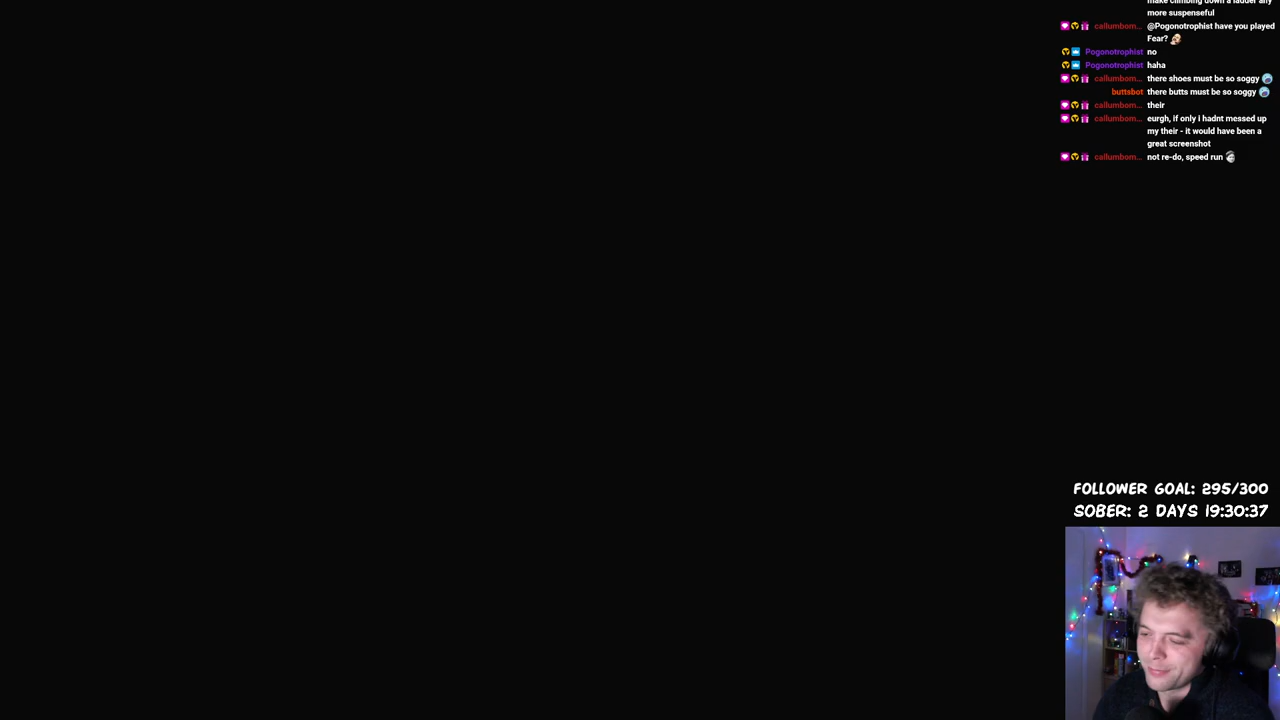 make climbing down a ladder any
more suspenseful
callumbom... @Pogonotrophist have you played
Fear?
Pogonotrophist no
Pogonotrophist haha
callumbom... there shoes must be so soggy
buttsbot there butts must be so soggy
callumbom... their
callumbom... eurgh, if only i hadnt messed up
my their - it would have been a
great screenshot
callumbom... not re-do, speed run
FOLLOWER GOAL: 295/300
SOBER: 2 DAYS 19:30:37